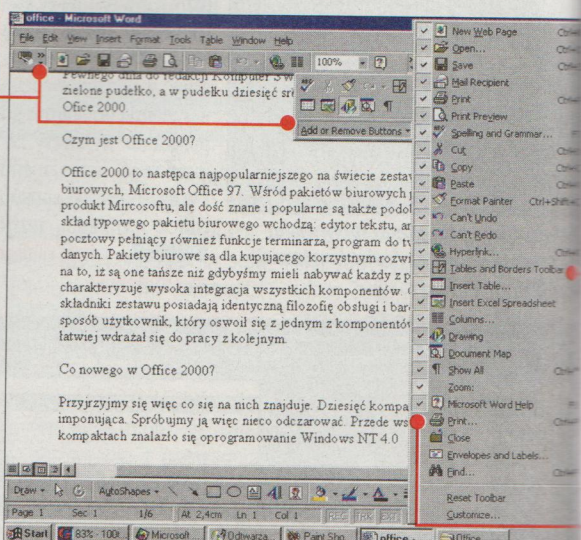 office - Microsoft Word
File Edit View Insert Format Tools Table Window Help
100%
Pewnego dnia do redakcji Komputer
zielone pudełko, a w pudełku dziesięć
Ofice 2000.
Add or Remove Buttons
Czym jest Office 2000?
Office 2000 to następca najpopularniejszego na świecie
biurowych, Microsoft Office 97. Wśród pakietów biurowych
produkt Mircosoftu, ale dość znane i popularne są także
skład typowego pakietu biurowego wchodzą: edytor tekstu,
pocztowy pełniący również funkcje terminarza, program do
danych. Pakiety biurowe są dla kupującego korzystnym
na to, iż są one tańsze niż gdybyśmy mieli nabywać każdy z
charakteryzuje wysoka integracja wszystkich komponentów.
składniki zestawu posiadają identyczną filozofię obsługi i
sposób użytkownik, który oswoił się z jednym z
łatwiej wdrażał się do pracy z kolejnym.
Co nowego w Office 2000?
Przyjrzyjmy się więc co się na nich znajduje. Dziesięć
imponująca. Spróbujmy ją więc nieco odczarować. Przede
kompaktach znalazło się oprogramowanie Windows NT 4.0
New Web Page
Open...
Save
Mail Recipient
Print
Print Preview
Spelling and Grammar...
Cut
Copy
Paste
Format Painter Ctrl+Shift+
Can't Undo
Can't Redo
Hyperlink...
Tables and Borders Toolbar
Insert Table...
Insert Excel Spreadsheet
Columns...
Drawing
Document Map
Show All
Zoom:
Microsoft Word Help
Print...
Close
Envelopes and Labels...
Find...
Reset Toolbar
Customize...
Draw AutoShapes
Page 1 Sec 1 1/6 At 2,4cm Ln 1 Col 1 REC TRK EXT
Start 83% - 100% Microsoft Odtwarza Paint Sho office - Office